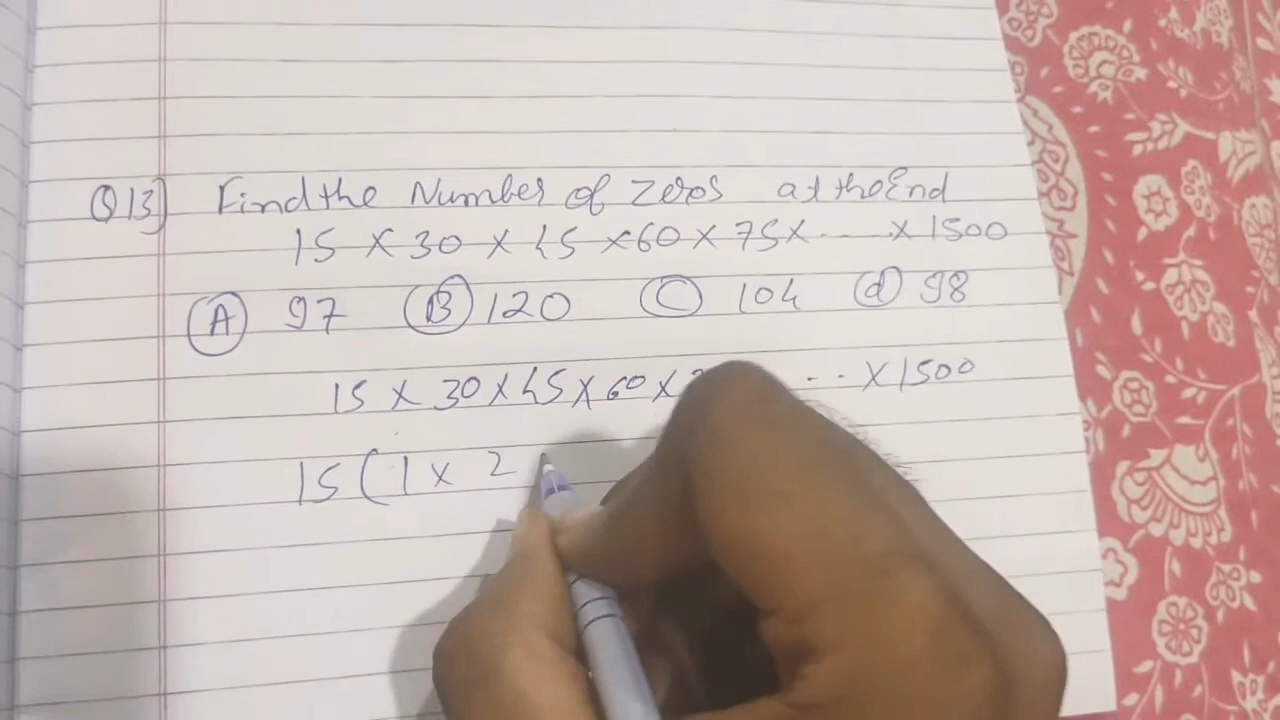 Q13] Find the Number of Zeros at the End
15 × 30 × 45 × 60 × 75 × ...... × 1500
(A) 97 (B) 120 (C) 104 (d) 98
15 × 30 × 45 × 60 × ... × 1500
15 ( 1 × 2